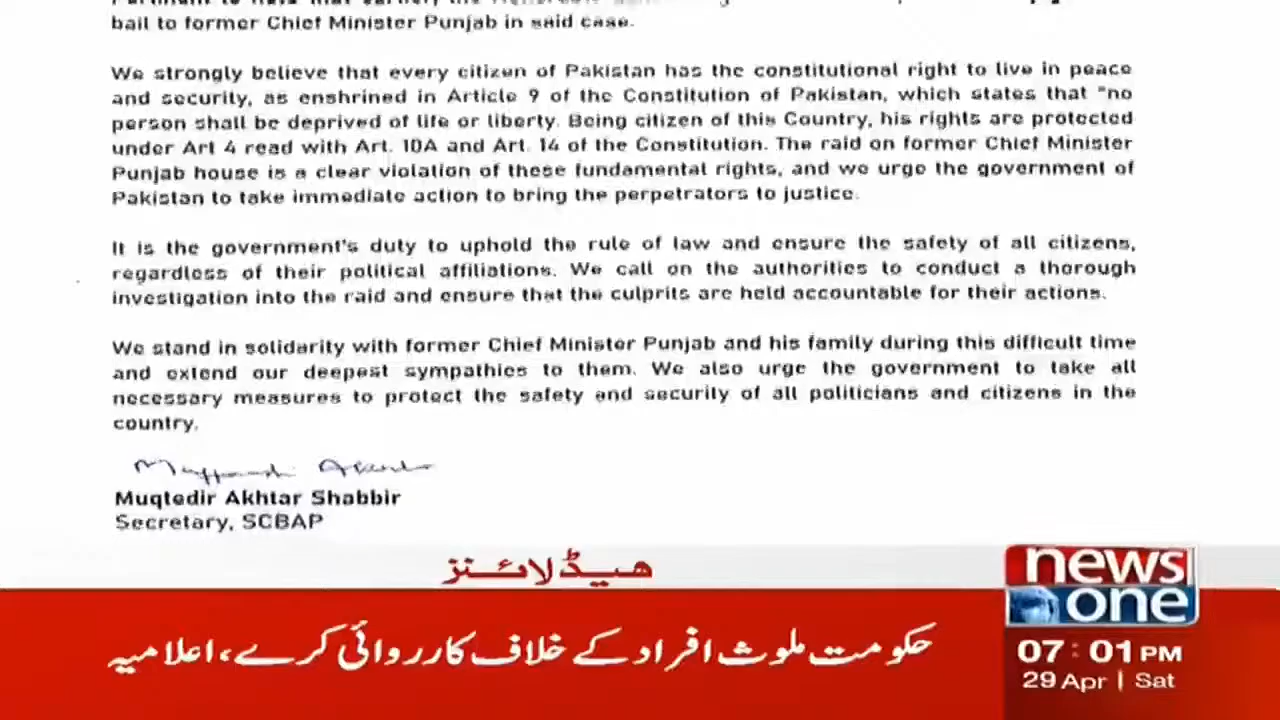 bail to former Chief Minister Punjab in said case.
We strongly believe that every citizen of Pakistan has the constitutional right to live in peace
and security, as enshrined in Article 9 of the Constitution of Pakistan, which states that "no
person shall be deprived of life or liberty. Being citizen of this Country, his rights are protected
under Art 4 read with Art. 10A and Art. 14 of the Constitution. The raid on former Chief Minister
Punjab house is a clear violation of these fundamental rights, and we urge the government of
Pakistan to take immediate action to bring the perpetrators to justice.
It is the government's duty to uphold the rule of law and ensure the safety of all citizens,
regardless of their political affiliations. We call on the authorities to conduct a thorough
investigation into the raid and ensure that the culprits are held accountable for their actions.
We stand in solidarity with former Chief Minister Punjab and his family during this difficult time
and extend our deepest sympathies to them. We also urge the government to take all
necessary measures to protect the safety and security of all politicians and citizens in the
country.
Muqtedir Akhtar Shabbir
Secretary, SCBAP
ھیڈ لائنز
news
one
حکومت ملوث افراد کے خلاف کارروائی کرے، اعلامیہ
07:01 PM
29 Apr | Sat